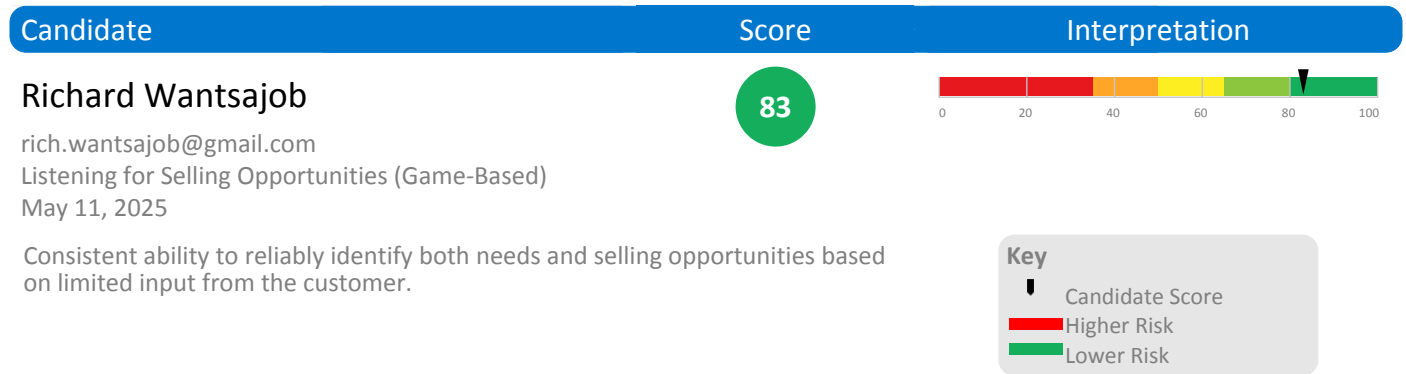 Candidate Score Interpretation
Richard Wantsajob
83
0 20 40 60 80 100
rich.wantsajob@gmail.com
Listening for Selling Opportunities (Game-Based)
May 11, 2025
Consistent ability to reliably identify both needs and selling opportunities based
on limited input from the customer.
Key
Candidate Score
Higher Risk
Lower Risk